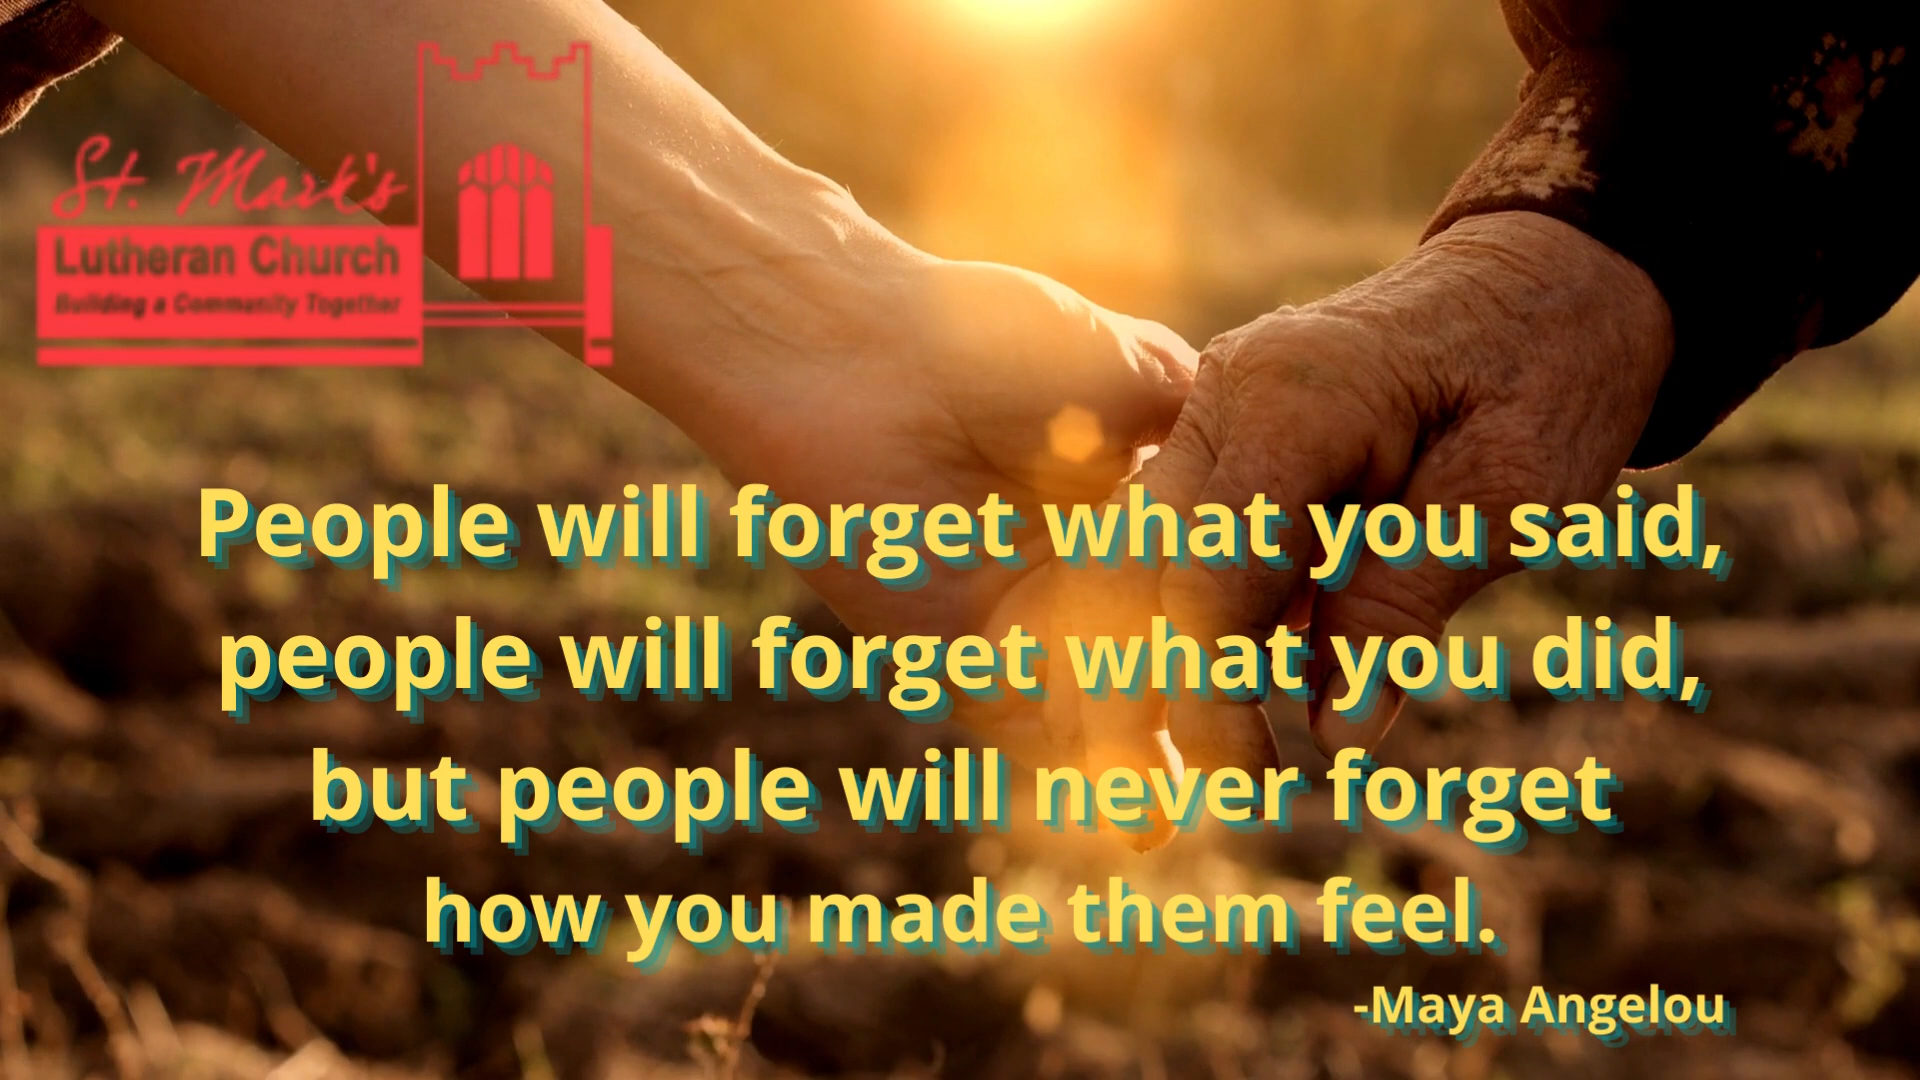 St. Mark's
Lutheran Church
Building a Community Together
People will forget what you said,
people will forget what you did,
but people will never forget
how you made them feel.
-Maya Angelou